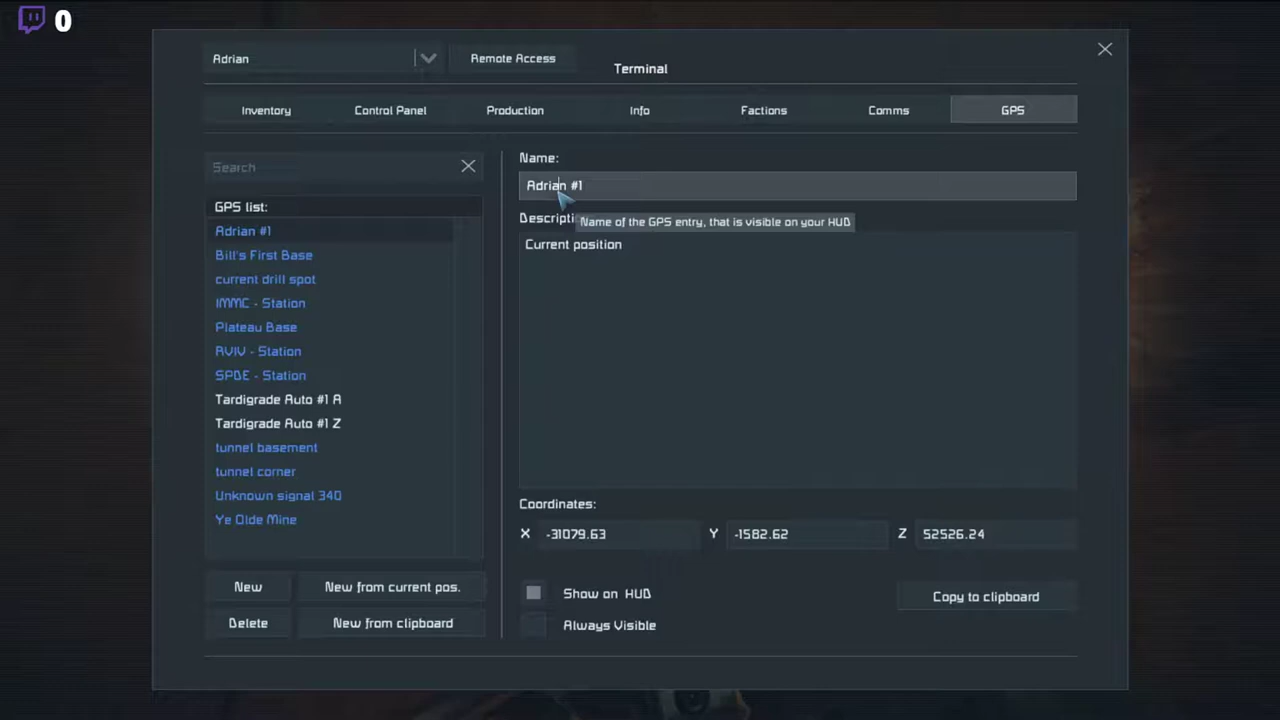 0
Adrian
Remote Access
Terminal
Inventory
Control Panel
Production
Info
Factions
Comms
GPS
Search
Name:
Adrian #1
GPS list:
Descripti
Name of the GPS entry, that is visible on your HUD
Adrian #1
Current position
Bill's First Base
current drill spot
IMMC - Station
Plateau Base
RVIV - Station
SPBE - Station
Tardigrade Auto #1 A
Tardigrade Auto #1 Z
tunnel basement
tunnel corner
Unknown signal 340
Ye Olde Mine
Coordinates:
X -31079.63 Y -1582.62 Z 52526.24
New
New from current pos.
Show on HUD
Copy to clipboard
Delete
New from clipboard
Always Visible